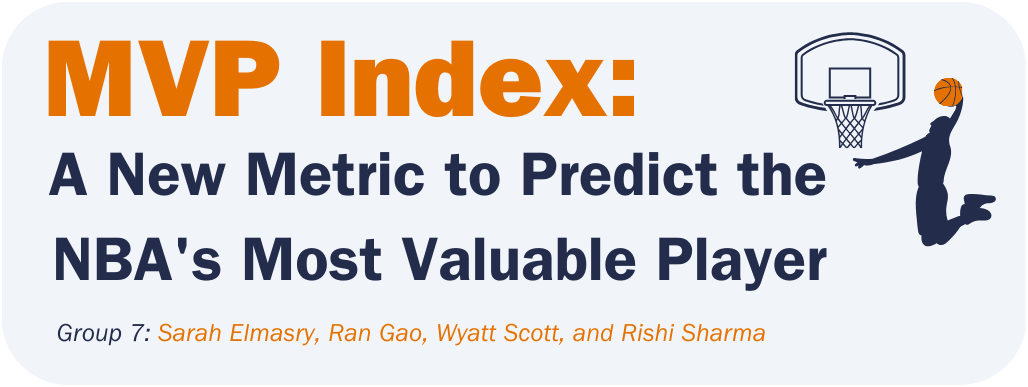 MVP Index:
A New Metric to Predict the
NBA's Most Valuable Player
Group 7: Sarah Elmasry, Ran Gao, Wyatt Scott, and Rishi Sharma